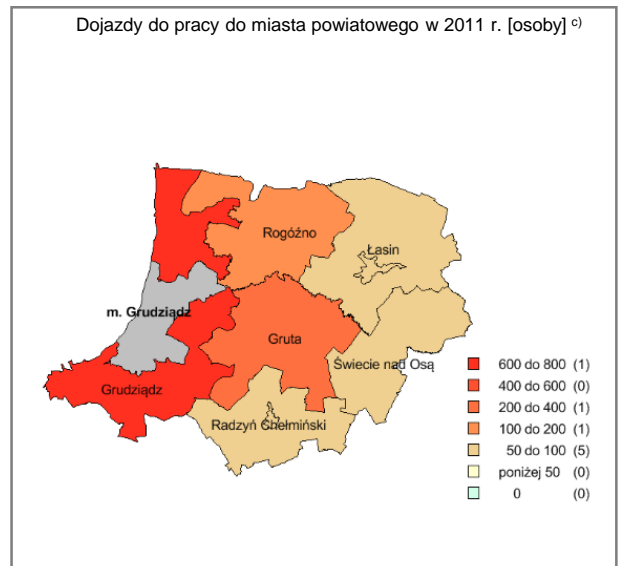 Dojazdy do pracy do miasta powiatowego w 2011 r. [osoby] c)
Rogóźno
Łasin
m. Grudziądz
Gruta
Świecie nad Osą
Grudziądz
Radzyń Chełmiński
600 do 800 (1)
400 do 600 (0)
200 do 400 (1)
100 do 200 (1)
50 do 100 (5)
poniżej 50 (0)
0 (0)